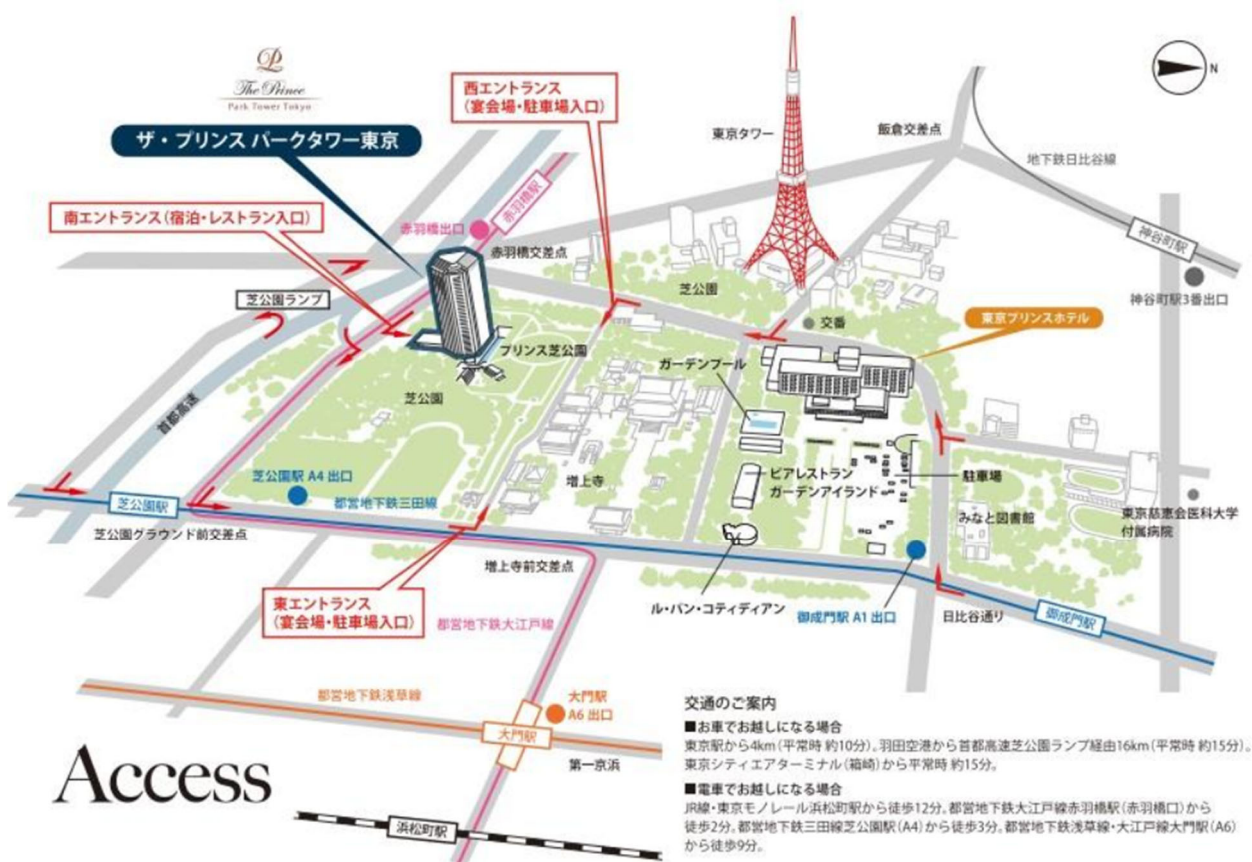 The Prince
Park Tower Tokyo
ザ・プリンス パークタワー東京
西エントランス
(宴会場・駐車場入口)
東京タワー
飯倉交差点
N
地下鉄日比谷線
南エントランス(宿泊・レストラン入口)
赤羽橋出口
赤羽橋駅
赤羽橋交差点
神谷町駅
神谷町駅3番出口
芝公園ランプ
芝公園
交番
東京プリンスホテル
プリンス芝公園
ガーデンプール
芝公園
首都高速
芝公園駅 A4 出口
都営地下鉄三田線
増上寺
ビアレストラン
ガーデンアイランド
駐車場
みなと図書館
東京慈恵会医科大学
付属病院
芝公園駅
芝公園グラウンド前交差点
増上寺前交差点
東エントランス
(宴会場・駐車場入口)
都営地下鉄大江戸線
ル・パン・コティディアン
御成門駅 A1 出口
日比谷通り
御成門駅
都営地下鉄浅草線
大門駅
A6 出口
大門駅
第一京浜
浜松町駅
Access
交通のご案内
■お車でお越しになる場合
東京駅から4km(平常時 約10分)。羽田空港から首都高速芝公園ランプ経由16km(平常時 約15分)。
東京シティエアターミナル(箱崎)から平常時 約15分。
■電車でお越しになる場合
JR線・東京モノレール浜松町駅から徒歩12分。都営地下鉄大江戸線赤羽橋駅(赤羽橋口)から
徒歩2分。都営地下鉄三田線芝公園駅(A4)から徒歩3分。都営地下鉄浅草線・大江戸線大門駅(A6)
から徒歩9分。